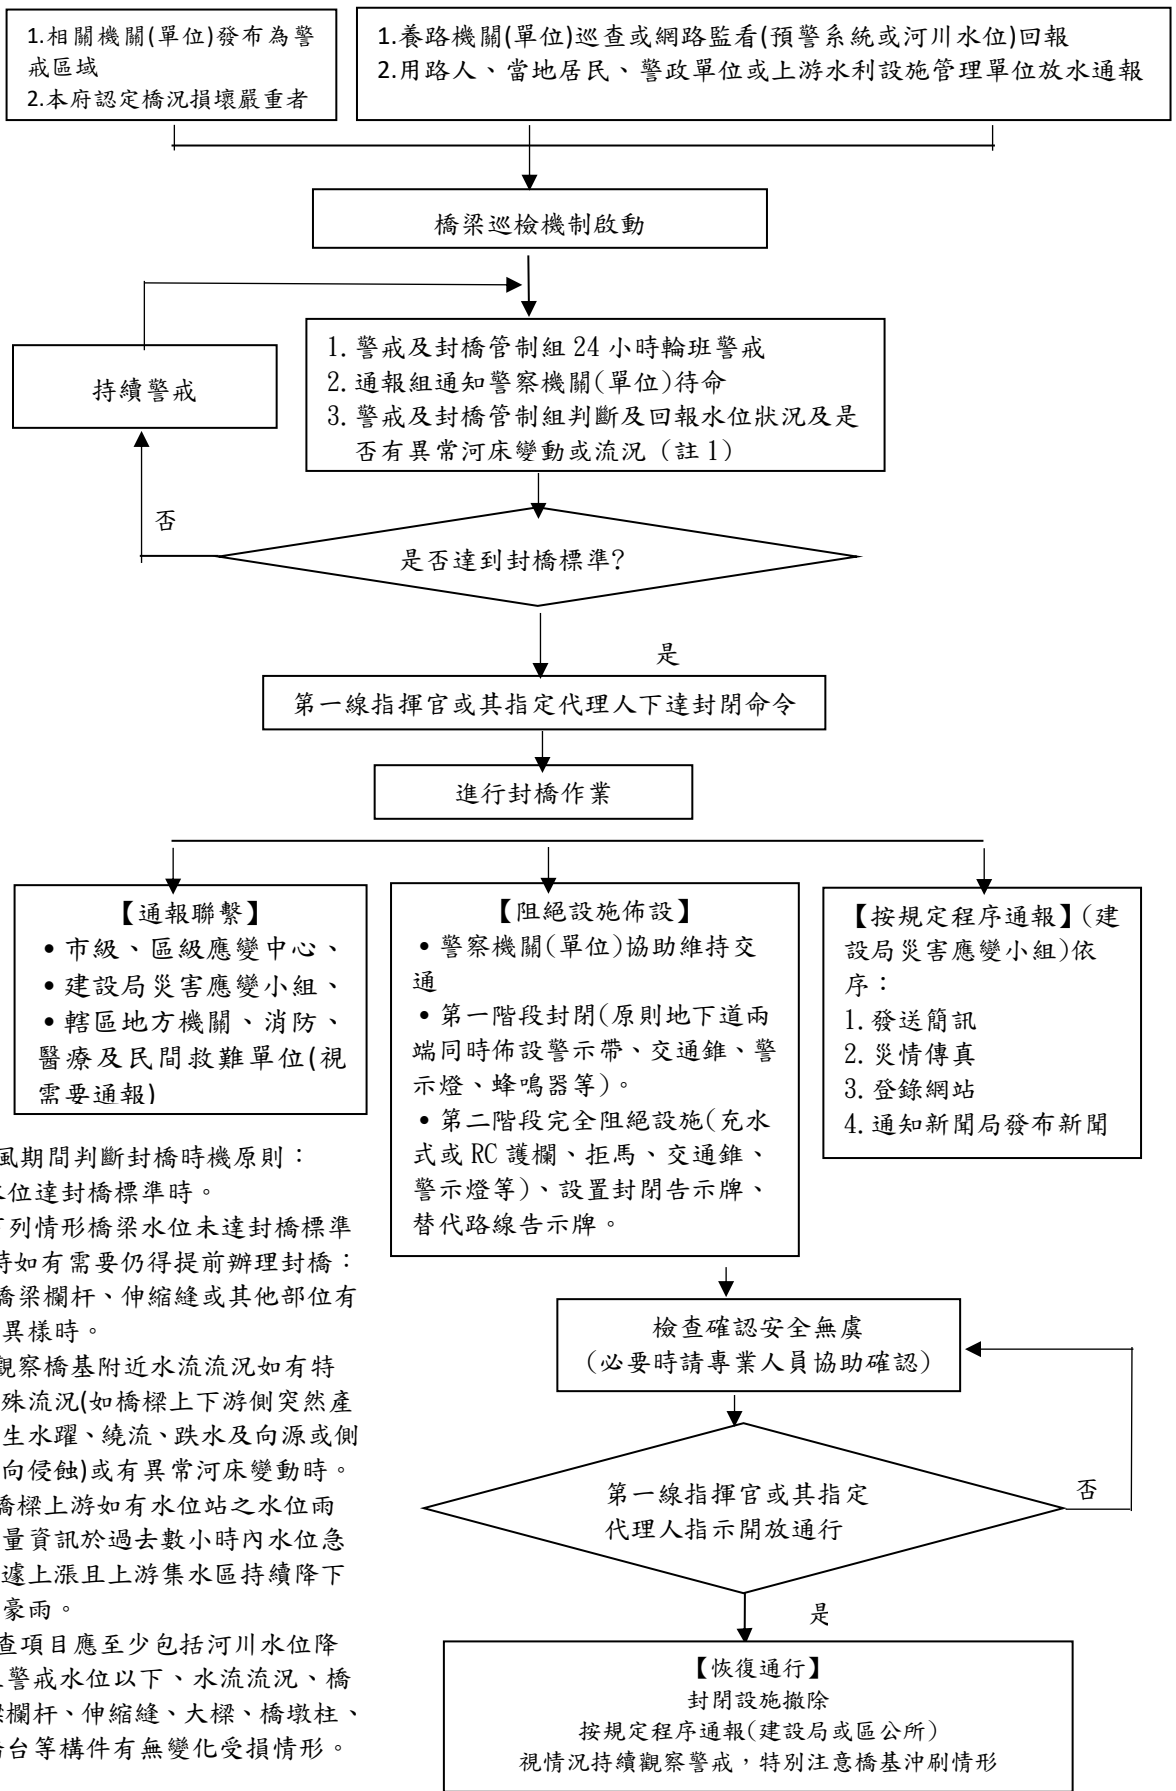 1.相關機關(單位)發布為警
戒區域
2.本府認定橋況損壞嚴重者
1.養路機關(單位)巡查或網路監看(預警系統或河川水位)回報
2.用路人、當地居民、警政單位或上游水利設施管理單位放水通報
橋梁巡檢機制啟動
持續警戒
1. 警戒及封橋管制組 24 小時輪班警戒
2. 通報組通知警察機關(單位)待命
3. 警戒及封橋管制組判斷及回報水位狀況及是
否有異常河床變動或流況（註 1）
否
是否達到封橋標準?
是
第一線指揮官或其指定代理人下達封閉命令
進行封橋作業
【通報聯繫】
• 市級、區級應變中心、
• 建設局災害應變小組、
• 轄區地方機關、消防、
醫療及民間救難單位(視
需要通報)
【阻絕設施佈設】
• 警察機關(單位)協助維持交
通
• 第一階段封閉(原則地下道兩
端同時佈設警示帶、交通錐、警
示燈、蜂鳴器等)。
• 第二階段完全阻絕設施(充水
式或 RC 護欄、拒馬、交通錐、
警示燈等)、設置封閉告示牌、
替代路線告示牌。
【按規定程序通報】(建
設局災害應變小組)依
序：
1. 發送簡訊
2. 災情傳真
3. 登錄網站
4. 通知新聞局發布新聞
風期間判斷封橋時機原則：
位達封橋標準時。
下列情形橋梁水位未達封橋標準
時如有需要仍得提前辦理封橋：
橋梁欄杆、伸縮縫或其他部位有
異樣時。
觀察橋基附近水流流況如有特
殊流況(如橋樑上下游側突然產
生水躍、繞流、跌水及向源或側
向侵蝕)或有異常河床變動時。
橋樑上游如有水位站之水位雨
量資訊於過去數小時內水位急
遽上漲且上游集水區持續降下
豪雨。
查項目應至少包括河川水位降
警戒水位以下、水流流況、橋
樑欄杆、伸縮縫、大樑、橋墩柱、
台等構件有無變化受損情形。
檢查確認安全無虞
(必要時請專業人員協助確認)
第一線指揮官或其指定
代理人指示開放通行
否
是
【恢復通行】
封閉設施撤除
按規定程序通報(建設局或區公所)
視情況持續觀察警戒，特別注意橋基沖刷情形